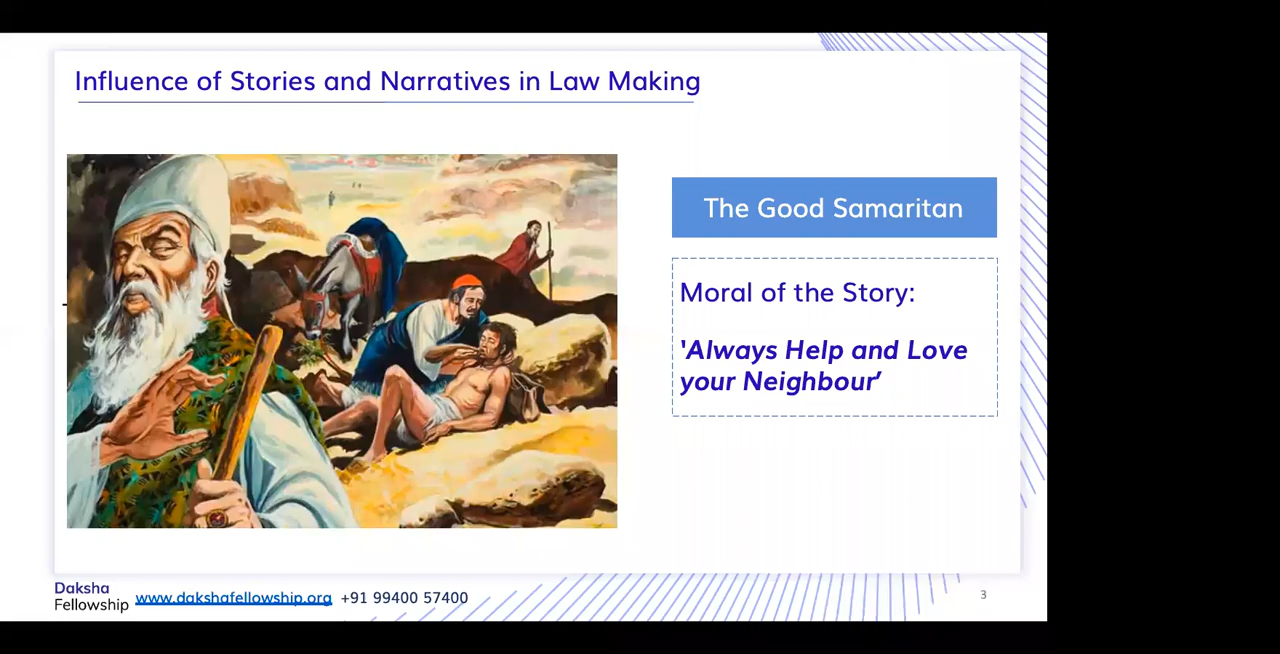 Influence of Stories and Narratives in Law Making
The Good Samaritan
Moral of the Story:
'Always Help and Love
your Neighbour’
Daksha
Fellowship
www.dakshafellowship.org +91 99400 57400
3